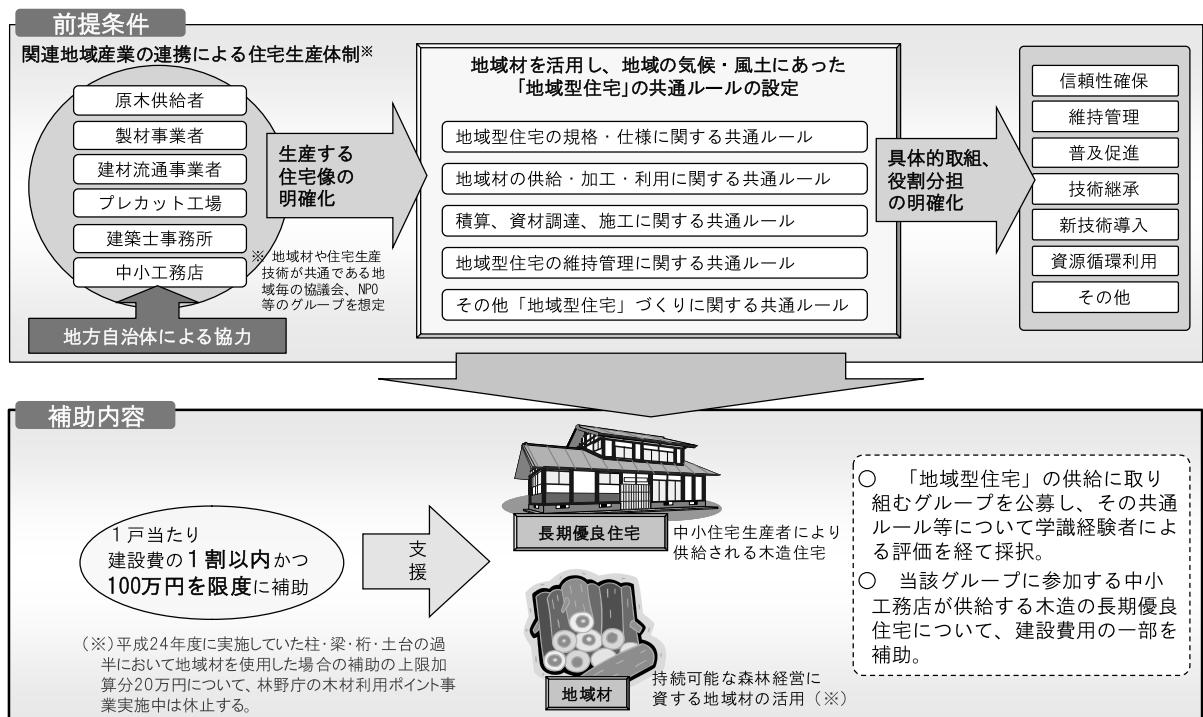 前提条件
関連地域産業の連携による住宅生産体制※
原木供給者
製材事業者
建材流通事業者
プレカット工場
建築士事務所
中小工務店
地方自治体による協力
生産する
住宅像の
明確化
※ 地域材や住宅生産
技術が共通である地
域毎の協議会、NPO
等のグループを想定
地域材を活用し、地域の気候・風土にあった
「地域型住宅」の共通ルールの設定
地域型住宅の規格・仕様に関する共通ルール
地域材の供給・加工・利用に関する共通ルール
積算、資材調達、施工に関する共通ルール
地域型住宅の維持管理に関する共通ルール
その他「地域型住宅」づくりに関する共通ルール
具体的取組、
役割分担
の明確化
信頼性確保
維持管理
普及促進
技術継承
新技術導入
資源循環利用
その他
補助内容
1戸当たり
建設費の1割以内かつ
100万円を限度に補助
支
援
(※)平成24年度に実施していた柱・梁・桁・土台の過
半において地域材を使用した場合の補助の上限加
算分20万円について、林野庁の木材利用ポイント事
業実施中は休止する。
長期優良住宅
中小住宅生産者により
供給される木造住宅
地域材
持続可能な森林経営に
資する地域材の活用（※）
○ 「地域型住宅」の供給に取り
組むグループを公募し、その共通
ルール等について学識経験者によ
る評価を経て採択。
○ 当該グループに参加する中小
工務店が供給する木造の長期優良
住宅について、建設費用の一部を
補助。